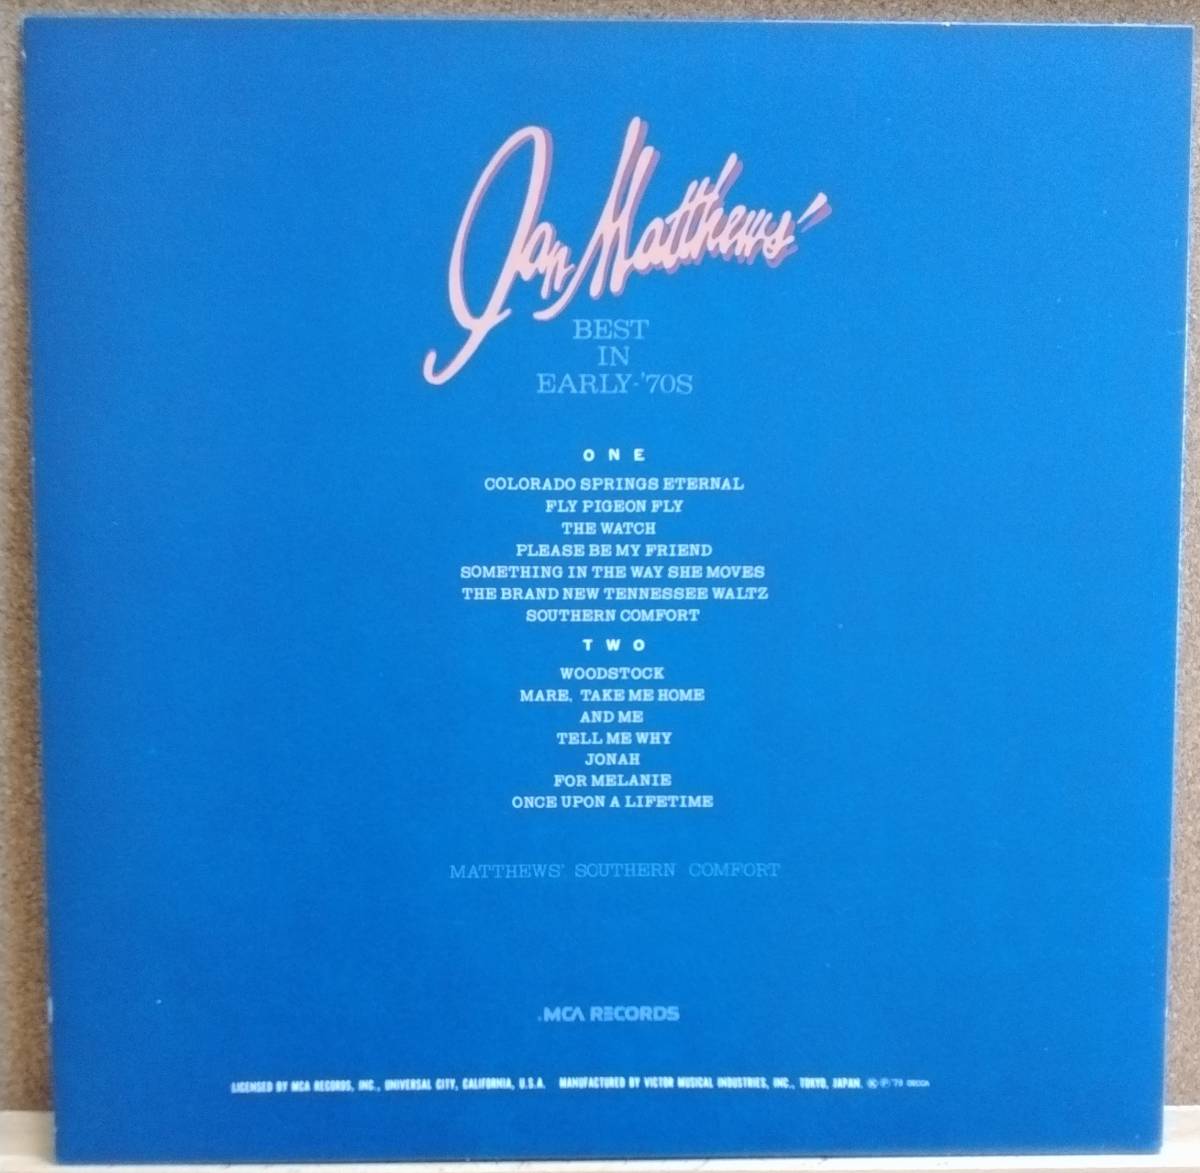 Ian Matthews'
BEST
IN
EARLY-'70S
ONE
COLORADO SPRINGS ETERNAL
FLY PIGEON FLY
THE WATCH
PLEASE BE MY FRIEND
SOMETHING IN THE WAY SHE MOVES
THE BRAND NEW TENNESSEE WALTZ
SOUTHERN COMFORT
TWO
WOODSTOCK
MARE, TAKE ME HOME
AND ME
TELL ME WHY
JONAH
FOR MELANIE
ONCE UPON A LIFETIME
MATTHEWS' SOUTHERN COMFORT
.MCA RECORDS
LICENSED BY MCA RECORDS, INC., UNIVERSAL CITY, CALIFORNIA, U.S.A. MANUFACTURED BY VICTOR MUSICAL INDUSTRIES, INC., TOKYO, JAPAN. Ⓚ Ⓟ '79 DECCA